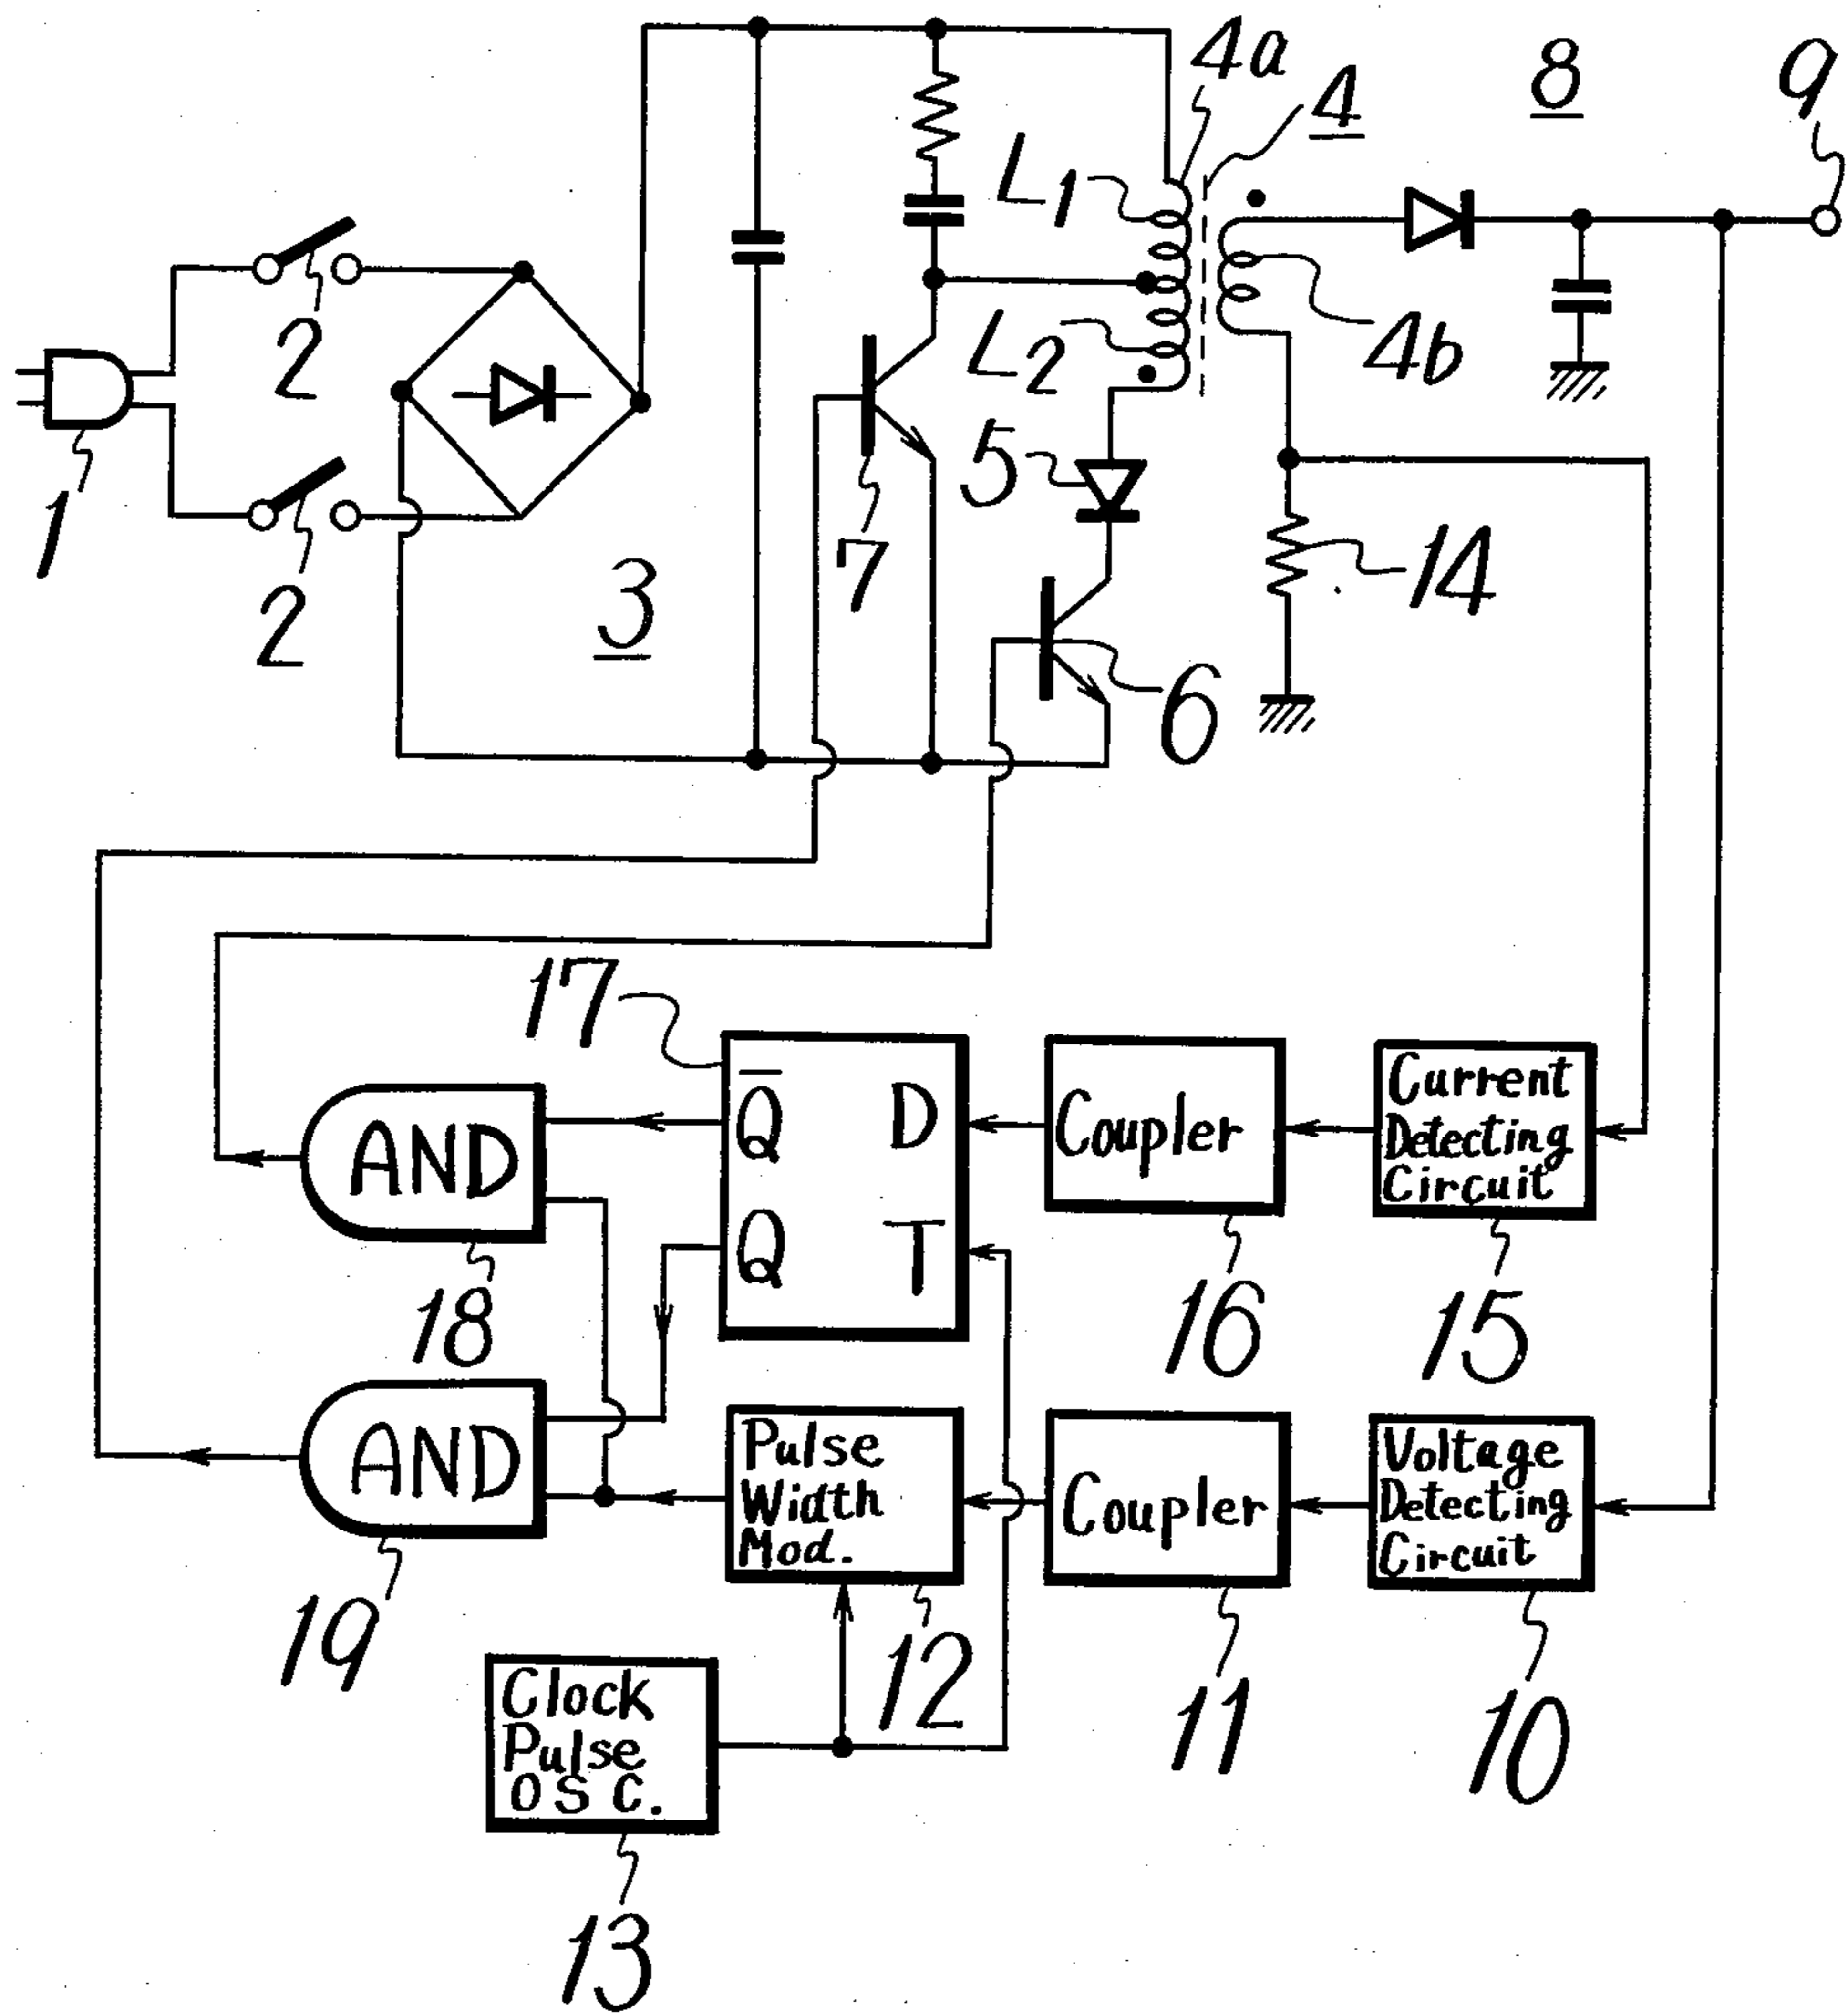 4a
4
8
9
L1
2
L2
4b
1
5
7
14
2
3
6
17
Q̅
D
Coupler
Current
Detecting
Circuit
AND
Q
T
18
16
15
AND
Pulse
Width
Mod.
Coupler
Voltage
Detecting
Circuit
19
12
11
10
Clock
Pulse
OSC.
13